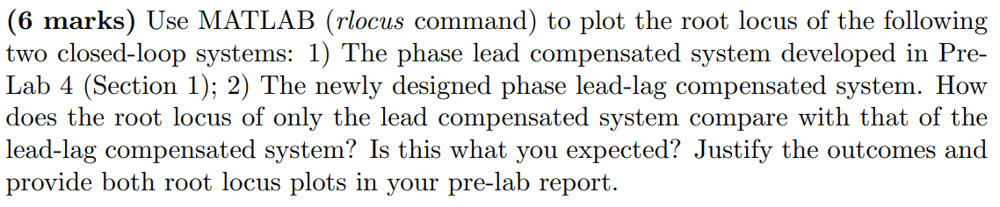 (6 marks) Use MATLAB (rlocus command) to plot the root locus of the following
two closed-loop systems: 1) The phase lead compensated system developed in Pre-
Lab 4 (Section 1); 2) The newly designed phase lead-lag compensated system. How
does the root locus of only the lead compensated system compare with that of the
lead-lag compensated system? Is this what you expected? Justify the outcomes and
provide both root locus plots in your pre-lab report.